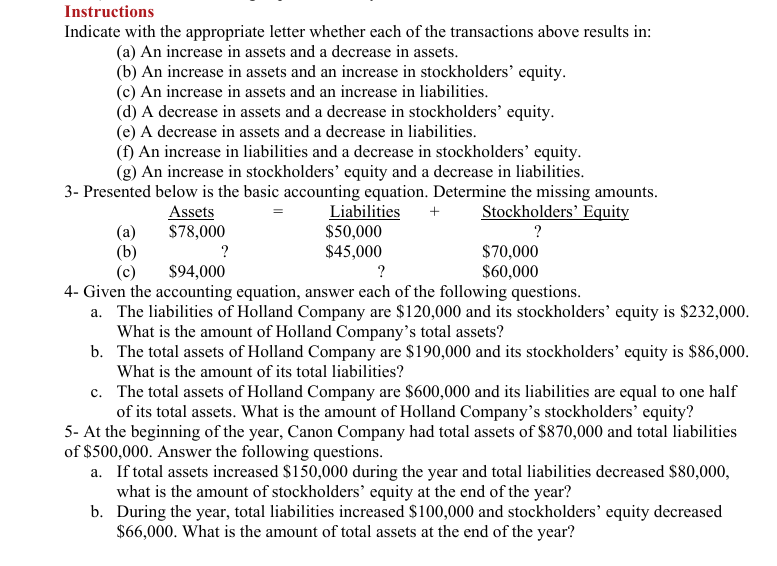 Instructions
Indicate with the appropriate letter whether each of the transactions above results in:
(a) An increase in assets and a decrease in assets.
(b) An increase in assets and an increase in stockholders’ equity.
(c) An increase in assets and an increase in liabilities.
(d) A decrease in assets and a decrease in stockholders’ equity.
(e) A decrease in assets and a decrease in liabilities.
(f) An increase in liabilities and a decrease in stockholders’ equity.
(g) An increase in stockholders’ equity and a decrease in liabilities.
3- Presented below is the basic accounting equation. Determine the missing amounts.
Assets = Liabilities + Stockholders’ Equity
(a) $78,000 $50,000 ?
(b) ? $45,000 $70,000
(c) $94,000 ? $60,000
4- Given the accounting equation, answer each of the following questions.
a. The liabilities of Holland Company are $120,000 and its stockholders’ equity is $232,000.
What is the amount of Holland Company’s total assets?
b. The total assets of Holland Company are $190,000 and its stockholders’ equity is $86,000.
What is the amount of its total liabilities?
c. The total assets of Holland Company are $600,000 and its liabilities are equal to one half
of its total assets. What is the amount of Holland Company’s stockholders’ equity?
5- At the beginning of the year, Canon Company had total assets of $870,000 and total liabilities
of $500,000. Answer the following questions.
a. If total assets increased $150,000 during the year and total liabilities decreased $80,000,
what is the amount of stockholders’ equity at the end of the year?
b. During the year, total liabilities increased $100,000 and stockholders’ equity decreased
$66,000. What is the amount of total assets at the end of the year?